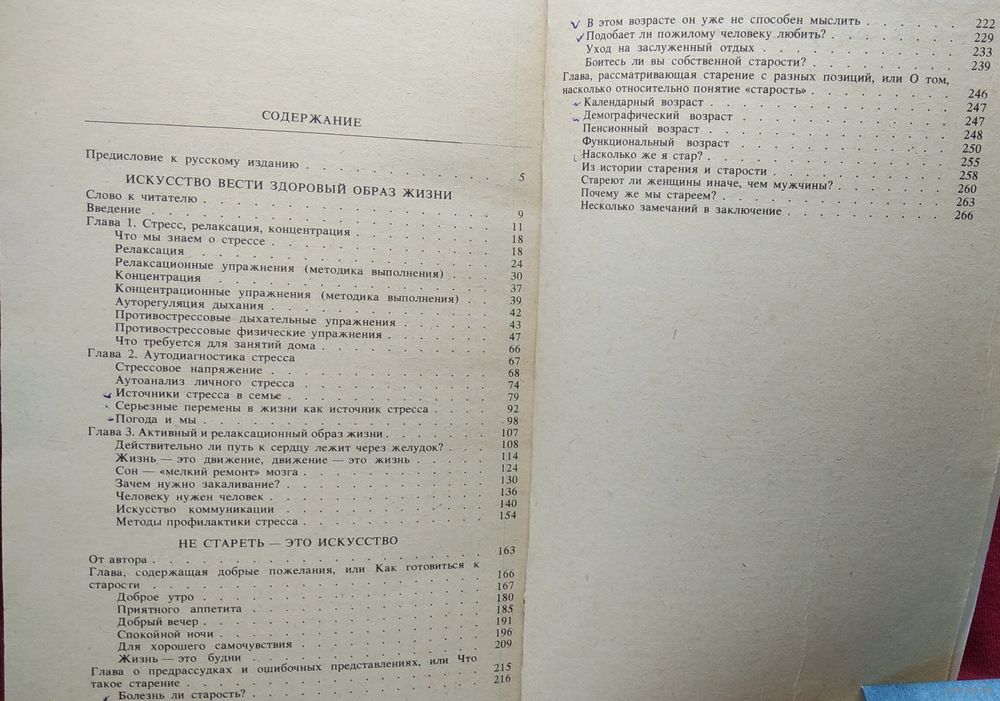 СОДЕРЖАНИЕ
Предисловие к русскому изданию . 5
ИСКУССТВО ВЕСТИ ЗДОРОВЫЙ ОБРАЗ ЖИЗНИ
Слово к читателю . 9
Введение . 11
Глава 1. Стресс, релаксация, концентрация . 18
Что мы знаем о стрессе . 18
Релаксация . 24
Релаксационные упражнения (методика выполнения) . 30
Концентрация . 37
Концентрационные упражнения (методика выполнения) . 39
Ауторегуляция дыхания . 42
Противострессовые дыхательные упражнения . 43
Противострессовые физические упражнения . 47
Что требуется для занятий дома . 66
Глава 2. Аутодиагностика стресса 67
Стрессовое напряжение . 68
Аутоанализ личного стресса . 74
Источники стресса в семье . 79
Серьезные перемены в жизни как источник стресса . 92
Погода и мы . 98
Глава 3. Активный и релаксационный образ жизни . 107
Действительно ли путь к сердцу лежит через желудок? . 108
Жизнь — это движение, движение — это жизнь . 114
Сон — «мелкий ремонт» мозга . 124
Зачем нужно закаливание? . 130
Человеку нужен человек . 136
Искусство коммуникации . 140
Методы профилактики стресса . 154
НЕ СТАРЕТЬ — ЭТО ИСКУССТВО
От автора . 163
Глава, содержащая добрые пожелания, или Как готовиться к
старости . 166
Доброе утро . 167
Приятного аппетита . 180
Добрый вечер . 185
Спокойной ночи . 191
Для хорошего самочувствия . 196
Жизнь — это будни . 209
Глава о предрассудках и ошибочных представлениях, или Что
такое старение . 215
Болезнь ли старость? . 216
В этом возрасте он уже не способен мыслить . 222
Подобает ли пожилому человеку любить? . 229
Уход на заслуженный отдых . 233
Боитесь ли вы собственной старости? . 239
Глава, рассматривающая старение с разных позиций, или О том,
насколько относительно понятие «старость» . 246
Календарный возраст . 247
Демографический возраст . 247
Пенсионный возраст . 248
Функциональный возраст . 250
Насколько же я стар? . 255
Из истории старения и старости . 258
Стареют ли женщины иначе, чем мужчины? . 260
Почему же мы стареем? . 263
Несколько замечаний в заключение . 266